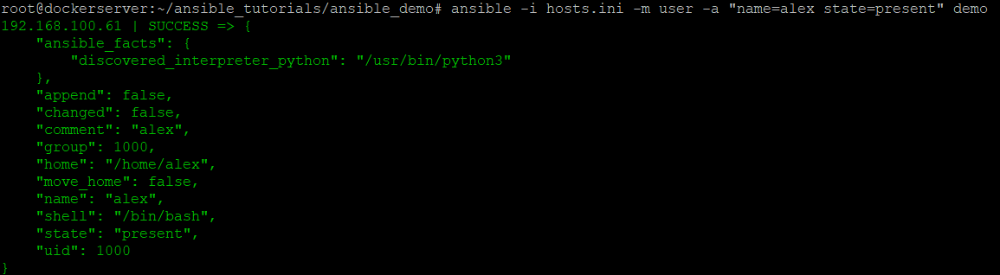 root@dockerserver:~/ansible_tutorials/ansible_demo# ansible -i hosts.ini -m user -a "name=alex state=present" demo
192.168.100.61 | SUCCESS => {
    "ansible_facts": {
        "discovered_interpreter_python": "/usr/bin/python3"
    },
    "append": false,
    "changed": false,
    "comment": "alex",
    "group": 1000,
    "home": "/home/alex",
    "move_home": false,
    "name": "alex",
    "shell": "/bin/bash",
    "state": "present",
    "uid": 1000
}